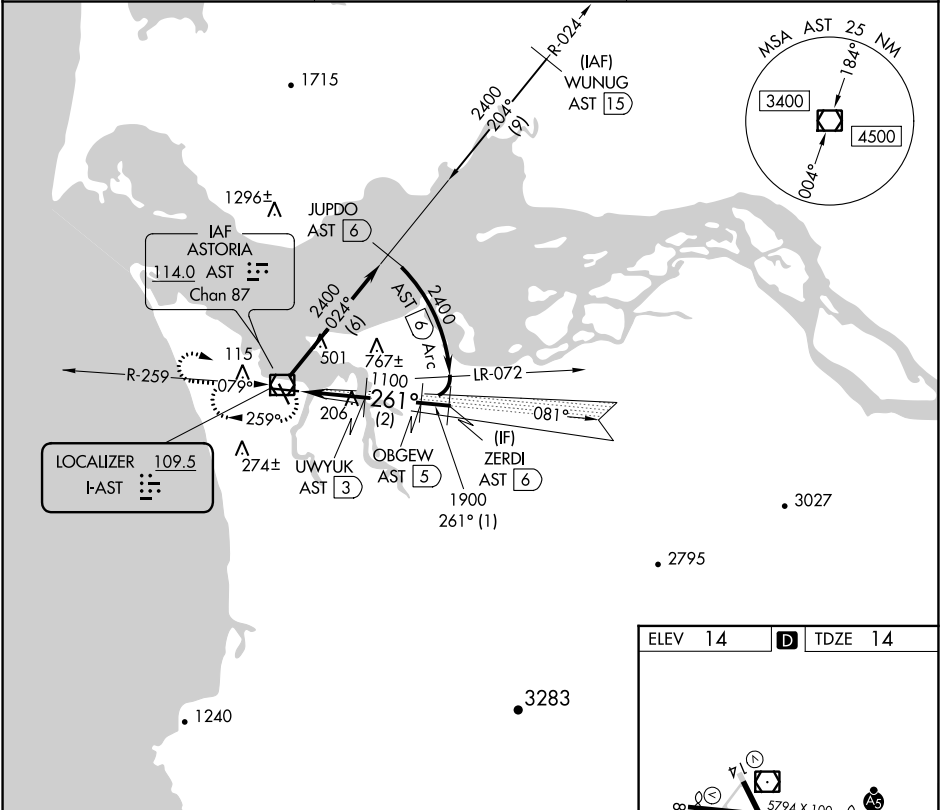 MSA AST 25 NM
184°
3400
4500
004°
R-024
(IAF)
WUNUG
AST 15
2400
204°
(9)
1715
1296±
JUPDO
AST 6
IAF
ASTORIA
114.0 AST
Chan 87
2400
024°
(6)
2400
AST 6 Arc
501
767±
115
R-259
079°
1100
LR-072
261°
(2)
206
259°
081°
274±
LOCALIZER 109.5
I-AST
UWYUK
AST 3
OBGEW
AST 5
(IF)
ZERDI
AST 6
1900
261° (1)
3027
2795
3283
1240
ELEV 14
D
TDZE 14
14
V
V
8
5794 X 100
A5